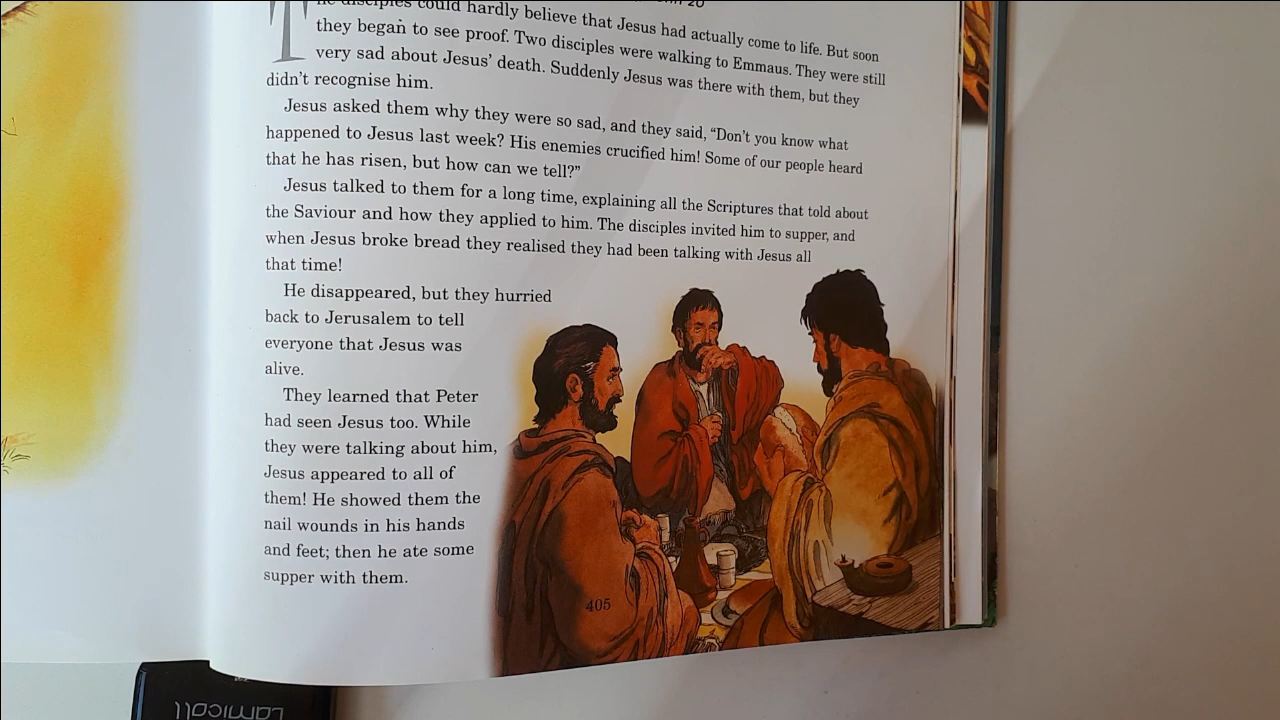 The disciples could hardly believe that Jesus had actually come to life. But soon
they began to see proof. Two disciples were walking to Emmaus. They were still
very sad about Jesus' death. Suddenly Jesus was there with them, but they
didn't recognise him.
Jesus asked them why they were so sad, and they said, “Don't you know what
happened to Jesus last week? His enemies crucified him! Some of our people heard
that he has risen, but how can we tell?”
Jesus talked to them for a long time, explaining all the Scriptures that told about
the Saviour and how they applied to him. The disciples invited him to supper, and
when Jesus broke bread they realised they had been talking with Jesus all
that time!
He disappeared, but they hurried
back to Jerusalem to tell
everyone that Jesus was
alive.
They learned that Peter
had seen Jesus too. While
they were talking about him,
Jesus appeared to all of
them! He showed them the
nail wounds in his hands
and feet; then he ate some
supper with them.
405
Lamicall